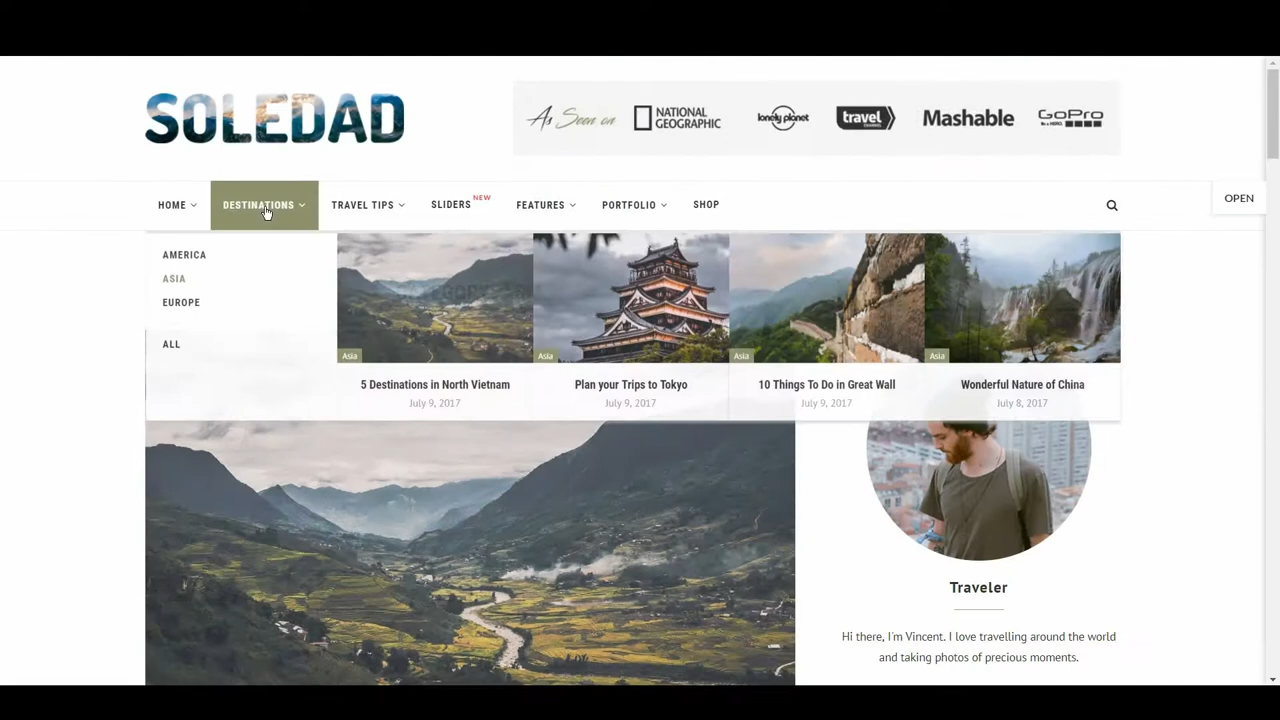 SOLEDAD
As Seen on
NATIONAL
GEOGRAPHIC
lonely planet
travel
CHANNEL
Mashable
GoPro
Be a HERO.
HOME
DESTINATIONS
TRAVEL TIPS
SLIDERS
NEW
FEATURES
PORTFOLIO
SHOP
OPEN
AMERICA
ASIA
EUROPE
ALL
Asia
Asia
Asia
Asia
5 Destinations in North Vietnam
Plan your Trips to Tokyo
10 Things To Do in Great Wall
Wonderful Nature of China
July 9, 2017
July 9, 2017
July 9, 2017
July 8, 2017
Traveler
Hi there, I'm Vincent. I love travelling around the world
and taking photos of precious moments.